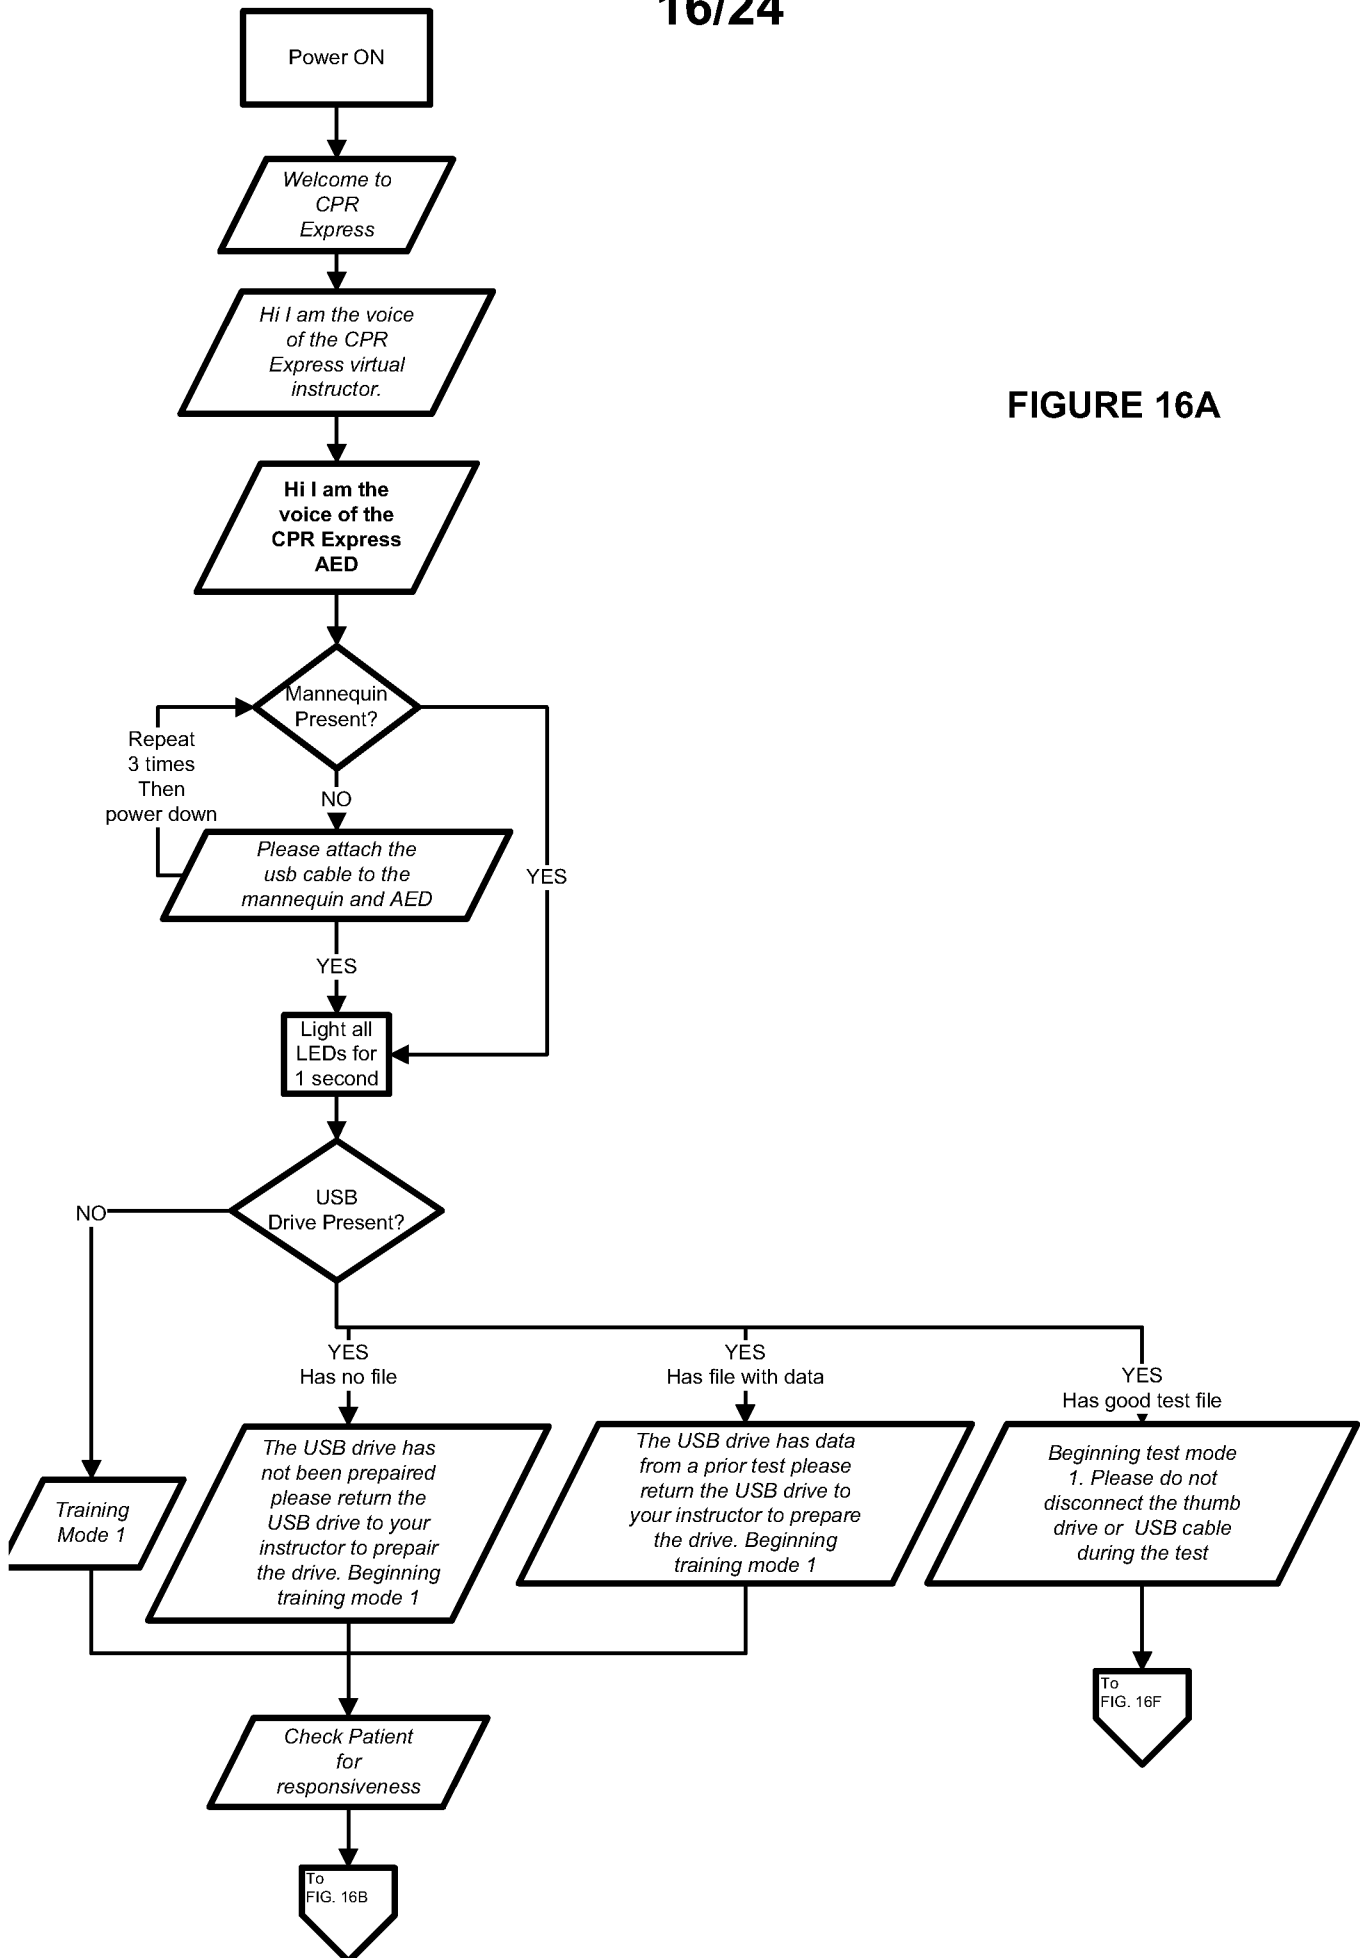 16/24
Power ON
Welcome to
CPR
Express
Hi I am the voice
of the CPR
Express virtual
instructor.
FIGURE 16A
Hi I am the
voice of the
CPR Express
AED
Mannequin
Present?
Repeat
3 times
Then
power down
NO
Please attach the
usb cable to the
mannequin and AED
YES
YES
Light all
LEDs for
1 second
USB
Drive Present?
NO
YES
Has no file
YES
Has file with data
YES
Has good test file
Training
Mode 1
The USB drive has
not been prepaired
please return the
USB drive to your
instructor to prepair
the drive. Beginning
training mode 1
The USB drive has data
from a prior test please
return the USB drive to
your instructor to prepare
the drive. Beginning
training mode 1
Beginning test mode
1. Please do not
disconnect the thumb
drive or USB cable
during the test
To
FIG. 16F
Check Patient
for
responsiveness
To
FIG. 16B